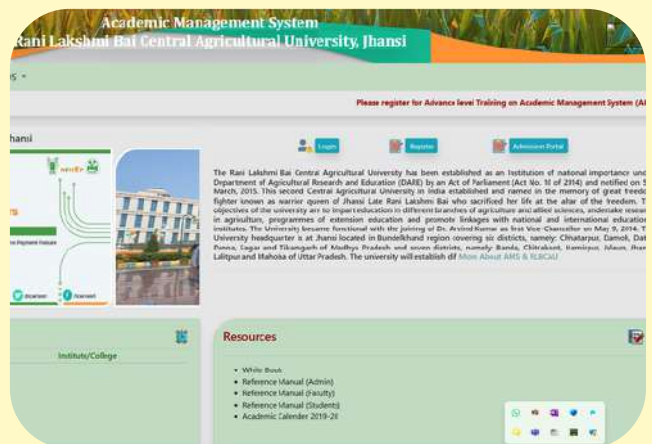 Academic Management System
Rani Lakshmi Bai Central Agricultural University, Jhansi
Please register for Advance level Training on Academic Management System (A
hansi
Login
Register
Admission Portal
The Rani Lakshmi Bai Central Agricultural University has been established as an Institution of national importance und
Department of Agricultural Research and Education (DARE) by an Act of Parliament (Act No. 10 of 2314) and notified on 5
March, 2015. This second Central Agricultural University in India established and named in the memory of great freedo
fighter known as warrior queen of Jhansi Late Rani Lakshmi Bai who sacrificed her life at the altar of the freedom. T
objectives of the university are to impart education in different branches of agriculture and allied sciences, undertake resear
in agriculture, programmes of extension education and promote linkages with national and international education
institutes. The University became functional with the joining of Dr. Arvind Kumar as first Vice-Chancellor on May 9, 2014. T
University headquarter is at Jhansi located in Bundelkhand region covering six districts, namely: Chhatarpur, Damoh, Dat
Panna, Sagar and Tikamgarh of Madhya Pradesh and seven districts, namely Banda, Chitrakoot, Hamirpur, Jalaun, Jhan
Lalitpur and Mahoba of Uttar Pradesh. The university will establish dif More About AMS & RLBCAU
Institute/College
Resources
White Book
Reference Manual (Admin)
Reference Manual (Faculty)
Reference Manual (Students)
Academic Calender 2019-20